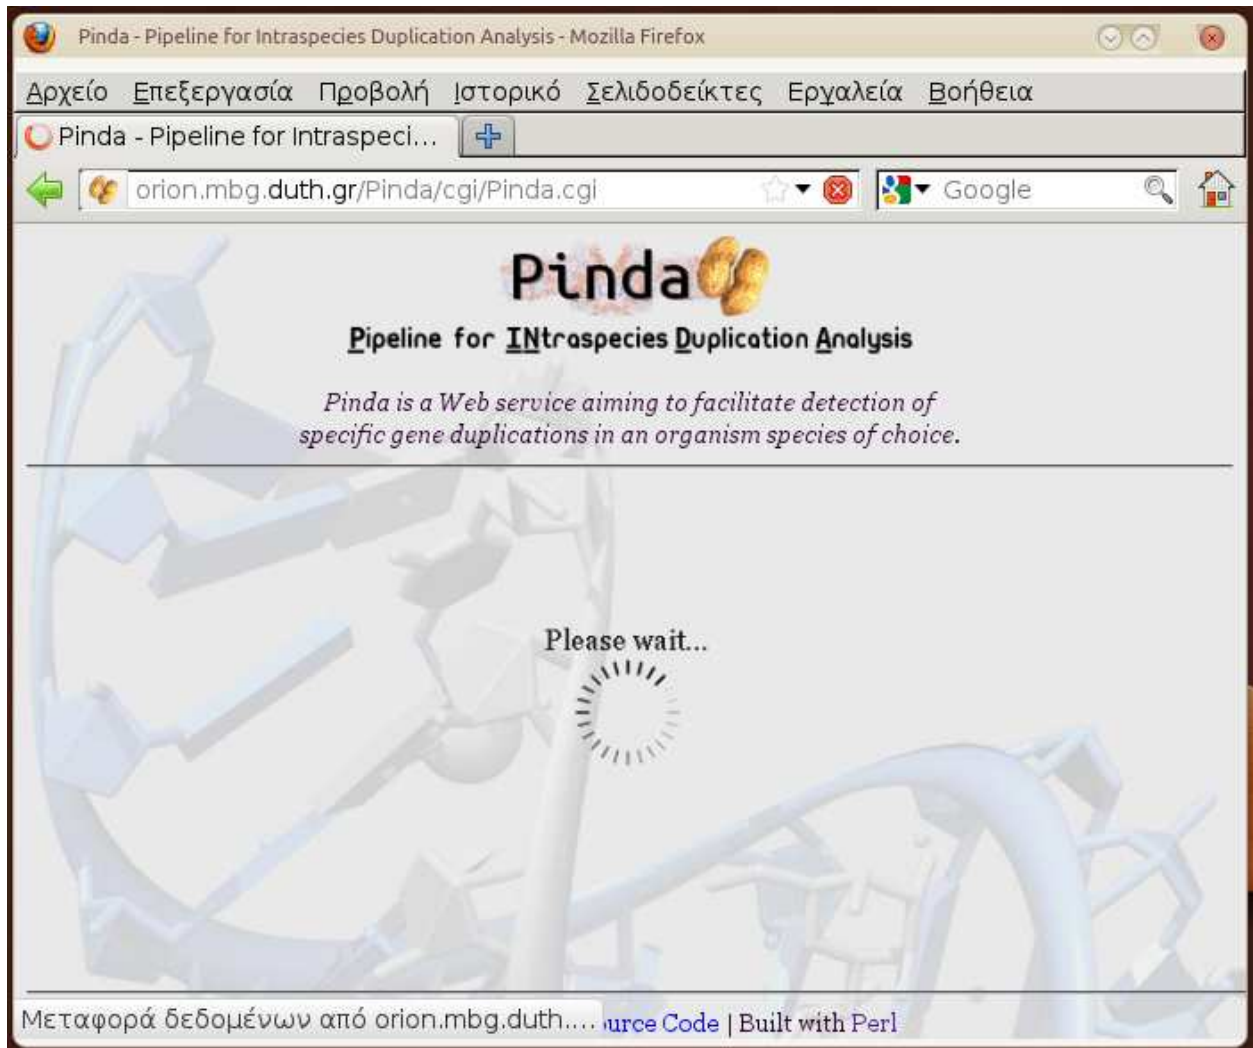 Pinda - Pipeline for Intraspecies Duplication Analysis - Mozilla Firefox
Αρχείο Επεξεργασία Προβολή Ιστορικό Σελιδοδείκτες Εργαλεία Βοήθεια
Pinda - Pipeline for Intraspeci...
orion.mbg.duth.gr/Pinda/cgi/Pinda.cgi Google
Pinda
Pipeline for INtraspecies Duplication Analysis
Pinda is a Web service aiming to facilitate detection of
specific gene duplications in an organism species of choice.
Please wait...
Μεταφορά δεδομένων από orion.mbg.duth.... urce Code | Built with Perl